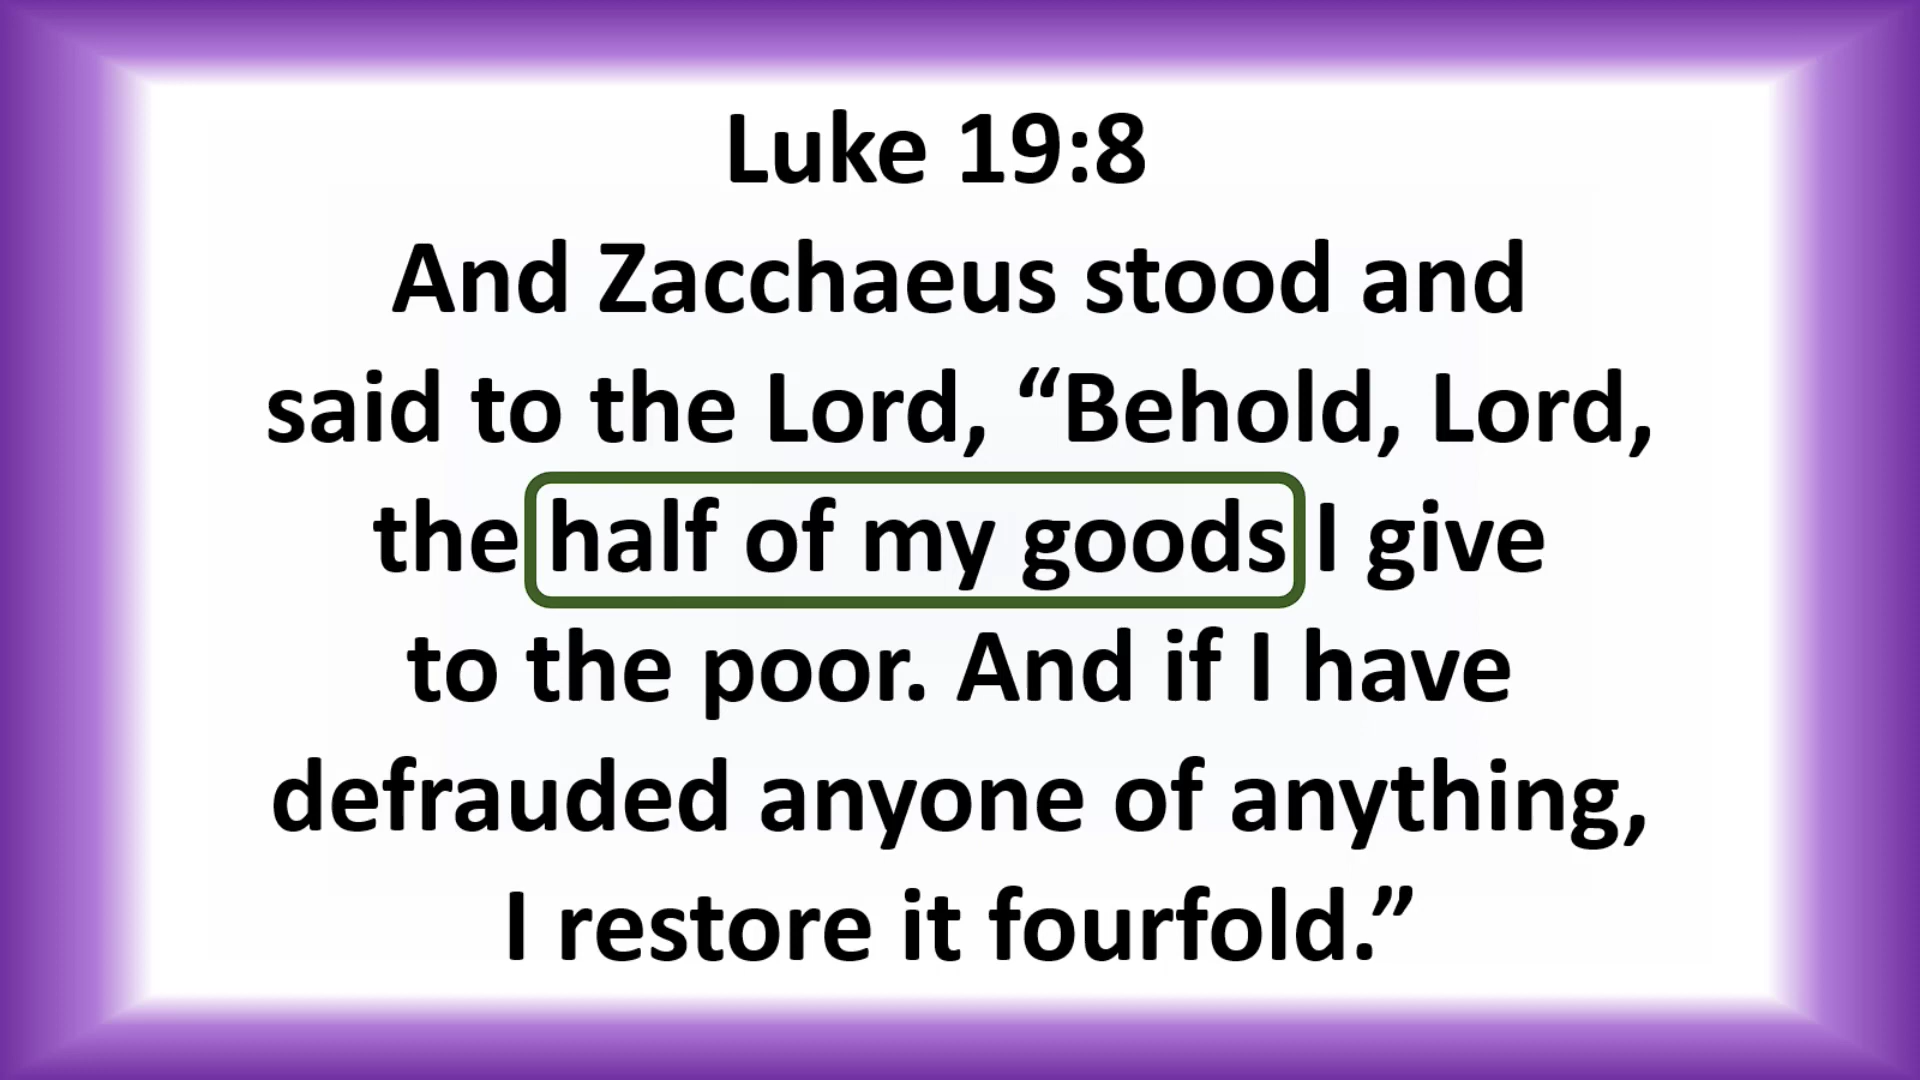 Luke 19:8
And Zacchaeus stood and
said to the Lord, “Behold, Lord,
the half of my goods I give
to the poor. And if I have
defrauded anyone of anything,
I restore it fourfold.”